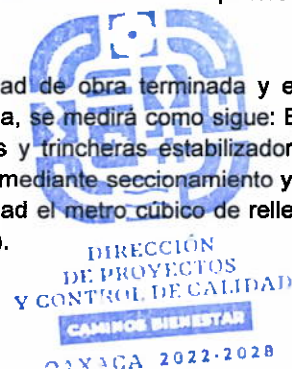 ad de obra terminada y e
a, se medirá como sigue: E
s y trincheras estabilizador
mediante seccionamiento y
ad el metro cúbico de relle
).
DIRECCIÓN
DE PROYECTOS
Y CONTROL DE CALIDAD
CAMINOS BIENESTAR
OAXACA 2022-2028